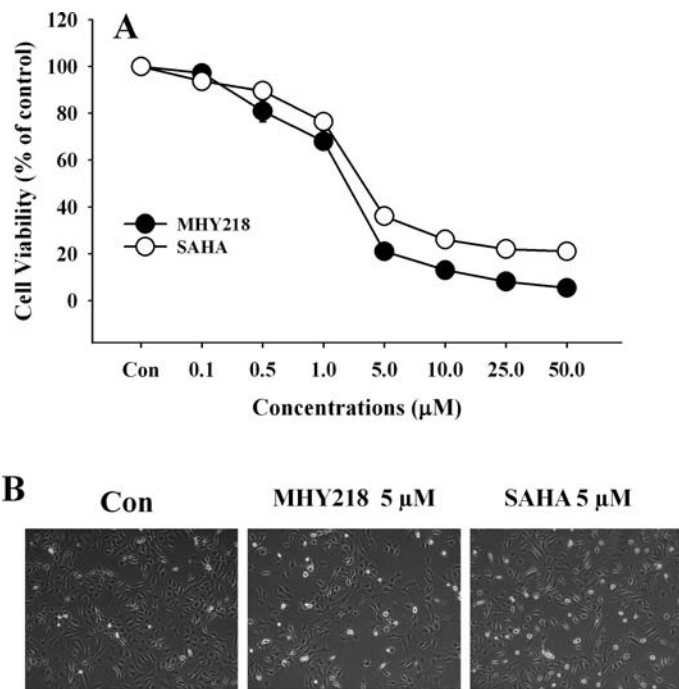 A
120
100
80
60
40
20
0
Cell Viability (% of control)
MHY218
SAHA
Con 0.1 0.5 1.0 5.0 10.0 25.0 50.0
Concentrations (μM)
B
Con MHY218 5 μM SAHA 5 μM